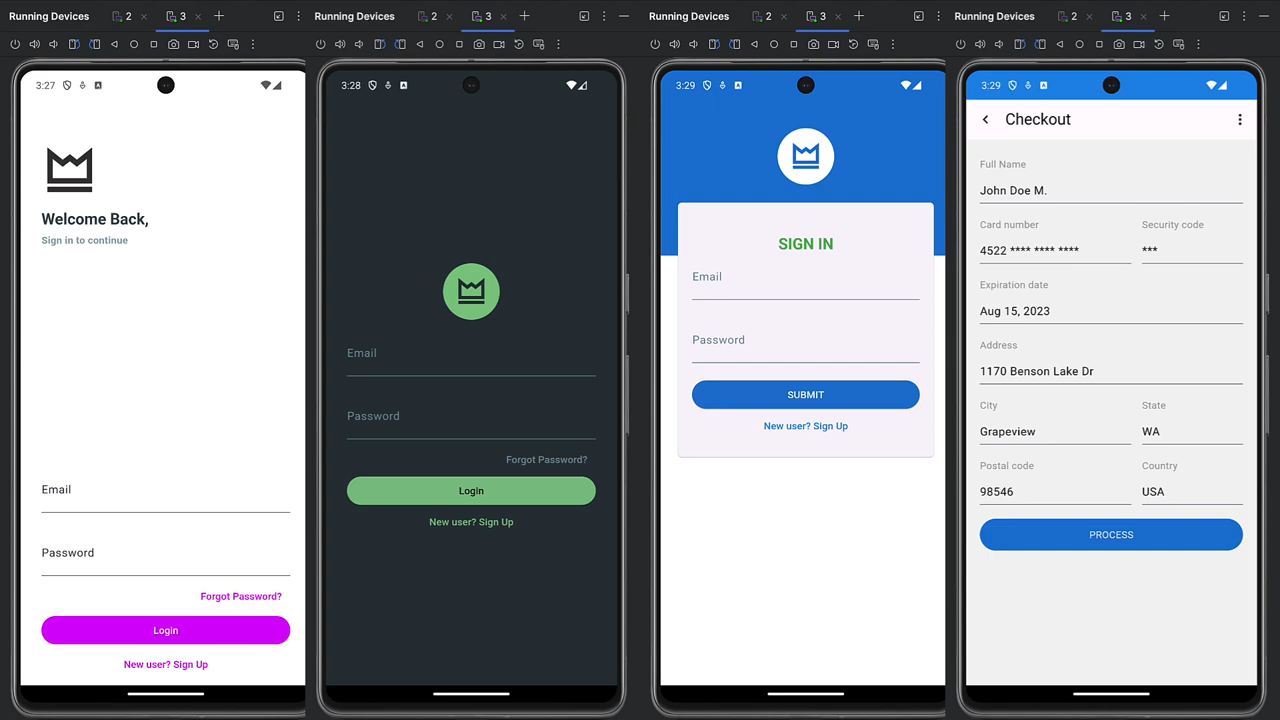 Running Devices 2 3
3:27
Welcome Back,
Sign in to continue
Email
Password
Forgot Password?
Login
New user? Sign Up
Running Devices 2 3
3:28
Email
Password
Forgot Password?
Login
New user? Sign Up
Running Devices 2 3
3:29
SIGN IN
Email
Password
SUBMIT
New user? Sign Up
Running Devices 2 3
3:29
Checkout
Full Name
John Doe M.
Card number Security code
4522 **** **** **** ***
Expiration date
Aug 15, 2023
Address
1170 Benson Lake Dr
City State
Grapeview WA
Postal code Country
98546 USA
PROCESS